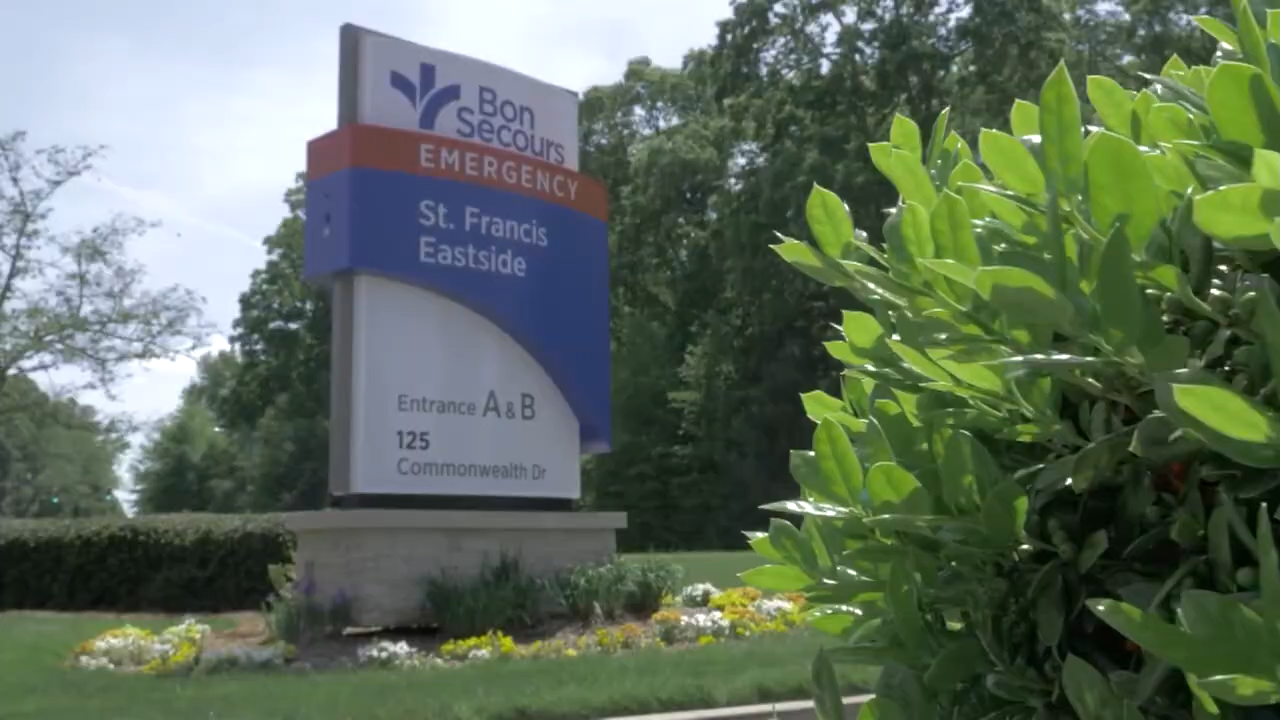 Bon
Secours
EMERGENCY
St. Francis
Eastside
Entrance A & B
125
Commonwealth Dr